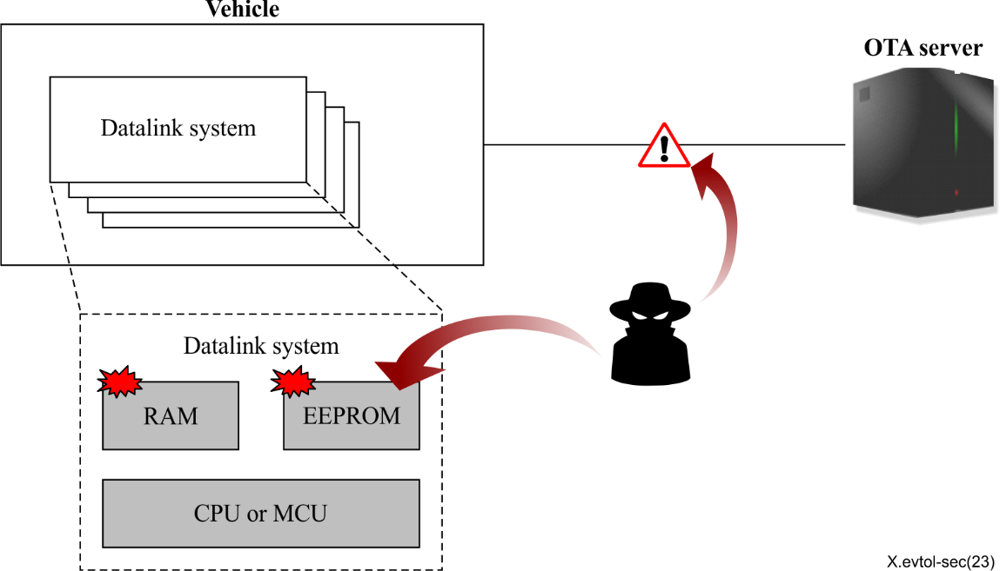 Vehicle
OTA server
Datalink system
Datalink system
RAM
EEPROM
CPU or MCU
X.evtol-sec(23)